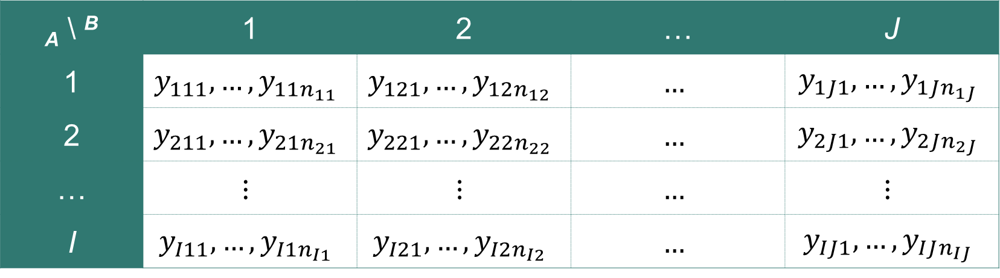 A \ B 1 2 … J
1 y₁₁₁, …, y₁₁ₙ₁₁ y₁₂₁, …, y₁₂ₙ₁₂ … y₁J₁, …, y₁Jn₁J
2 y₂₁₁, …, y₂₁ₙ₂₁ y₂₂₁, …, y₂₂ₙ₂₂ … y₂J₁, …, y₂Jn₂J
… ⋮ ⋮ … ⋮
I yI₁₁, …, yI₁nI₁ yI₂₁, …, yI₂nI₂ … yIJ₁, …, yIJnIJ